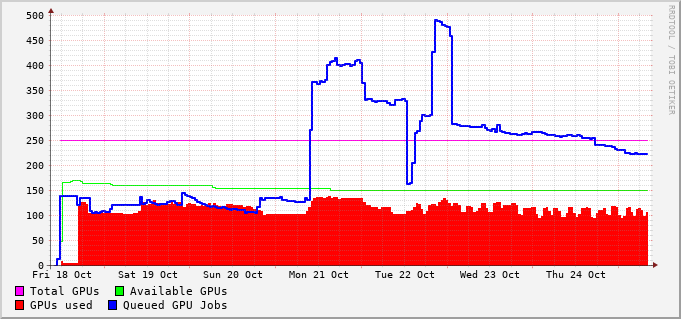 500
450
400
350
300
250
200
150
100
50
0
Fri 18 Oct Sat 19 Oct Sun 20 Oct Mon 21 Oct Tue 22 Oct Wed 23 Oct Thu 24 Oct
Total GPUs Available GPUs
GPUs used Queued GPU Jobs
RRDTOOL / TOBI OETIKER